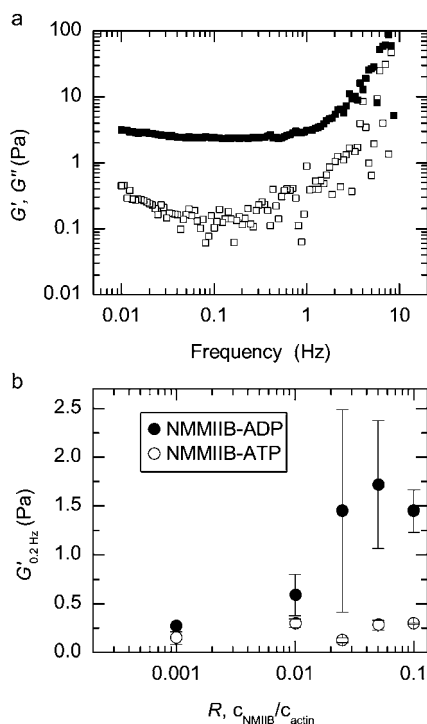 a
G', G'' (Pa)
100
10
1
0.1
0.01
0.01
0.1
1
10
Frequency (Hz)
b
G'0.2 Hz (Pa)
2.5
2.0
1.5
1.0
0.5
0.0
NMMIIB-ADP
NMMIIB-ATP
0.001
0.01
0.1
R, cNMIIB/cactin